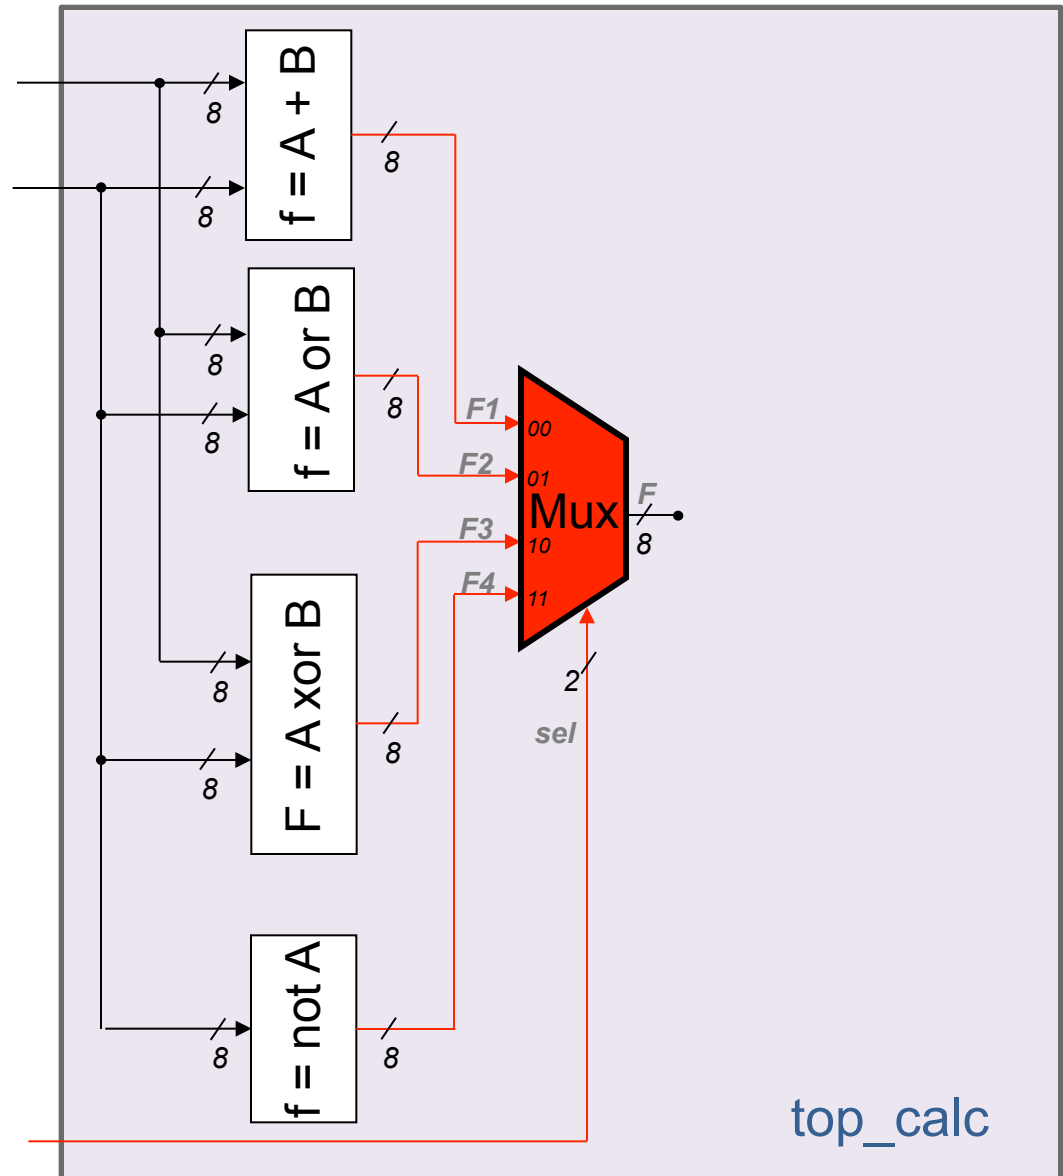 f = A + B
8
8
8
f = A or B
8
8
8
F1
00
F2
01
Mux
F
8
F3
10
F4
11
F = A xor B
8
8
8
2
sel
f = not A
8
8
top_calc